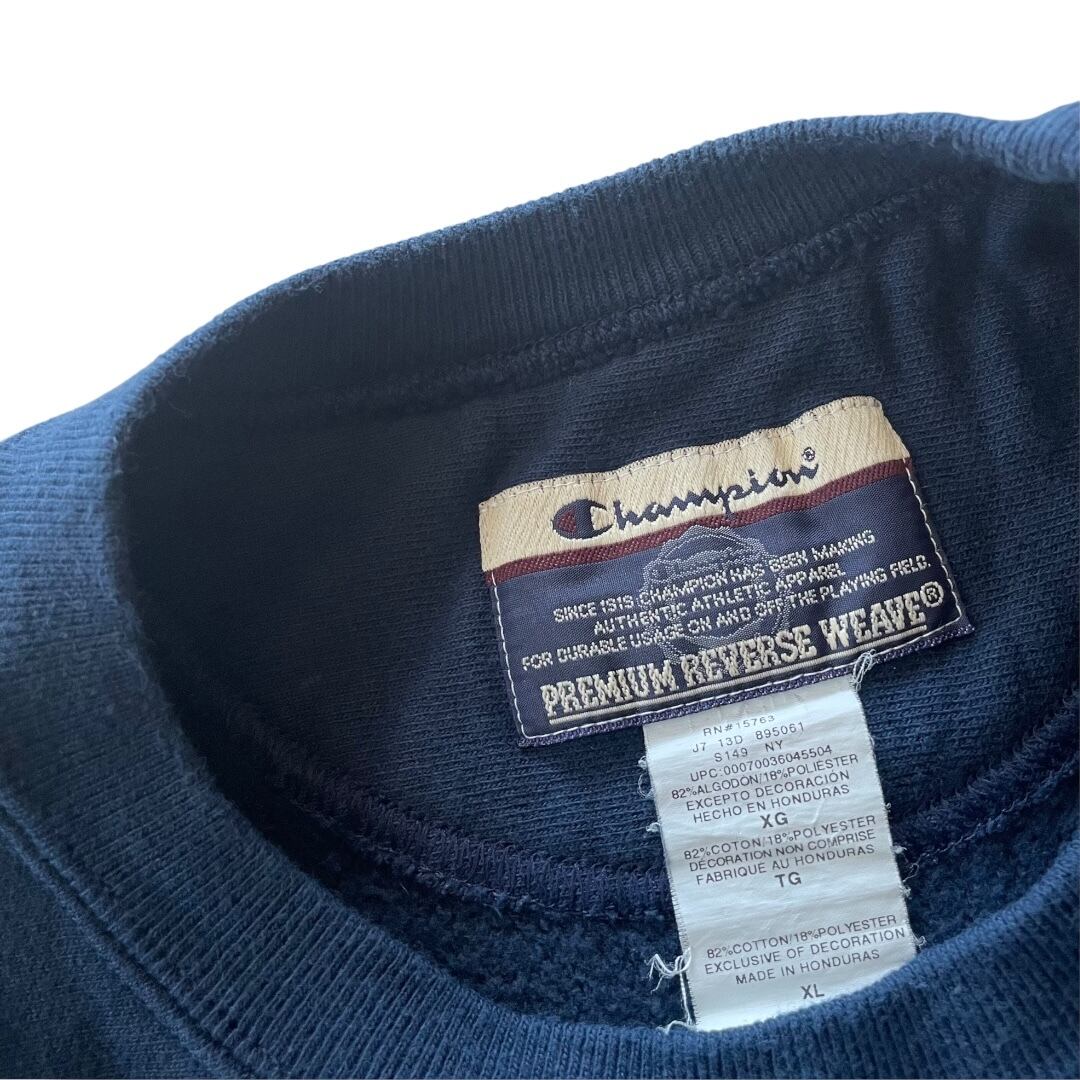 Champion®
SINCE 1919 CHAMPION HAS BEEN MAKING
AUTHENTIC ATHLETIC APPAREL
FOR DURABLE USAGE ON AND OFF THE PLAYING FIELD.
PREMIUM REVERSE WEAVE®
RN#15763
J7 13D 895061
S149 NY
UPC:00070036045504
82%ALGODÓN/18%POLIÉSTER
EXCEPTO DECORACIÓN
HECHO EN HONDURAS
XG
82%COTON/18%POLYESTER
DÉCORATION NON COMPRISE
FABRIQUE AU HONDURAS
TG
82%COTTON/18%POLYESTER
EXCLUSIVE OF DECORATION
MADE IN HONDURAS
XL